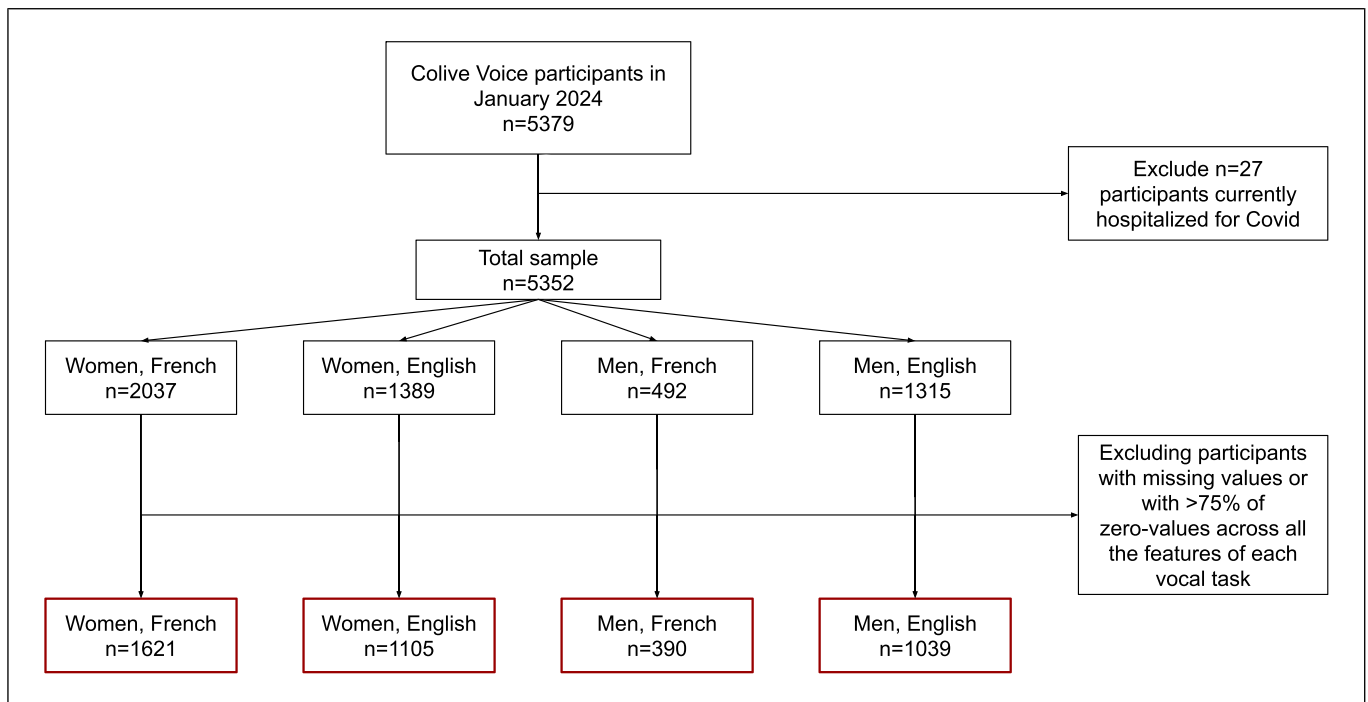 Colive Voice participants in
January 2024
n=5379
Exclude n=27
participants currently
hospitalized for Covid
Total sample
n=5352
Women, French
n=2037
Women, English
n=1389
Men, French
n=492
Men, English
n=1315
Excluding participants
with missing values or
with >75% of
zero-values across all
the features of each
vocal task
Women, French
n=1621
Women, English
n=1105
Men, French
n=390
Men, English
n=1039